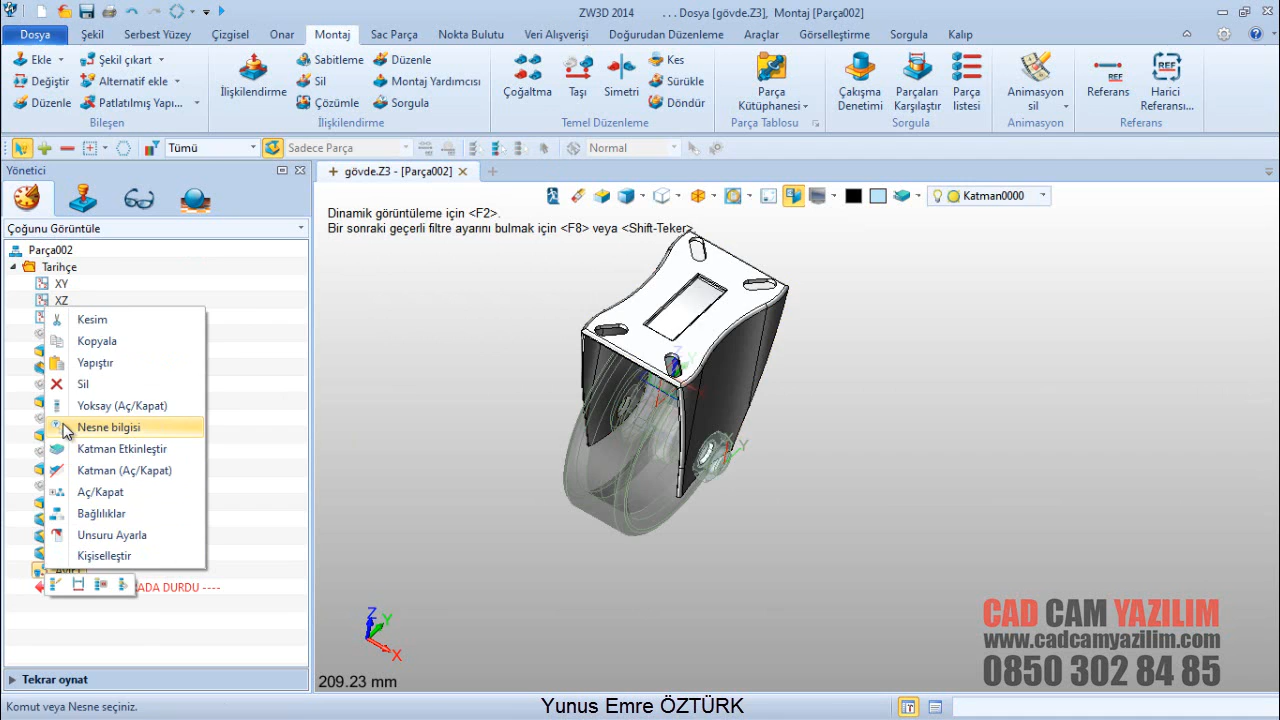 ZW3D 2014 ... Dosya [gövde.Z3], Montaj [Parça002]
Dosya Şekil Serbest Yüzey Çizgisel Onar Montaj Sac Parça Nokta Bulutu Veri Alışverişi Doğurudan Düzenleme Araçlar Görselleştirme Sorgula Kalıp
Ekle Şekil çıkart
Değiştir Alternatif ekle
Düzenle Platlatılmış Yapı...
Bileşen
İlişkilendirme
Sabitleme Düzenle
Sil Montaj Yardımcısı
Çözümle Sorgula
İlişkilendirme
Çoğaltma Taşı Simetri
Kes
Sürükle
Döndür
Temel Düzenleme
Parça
Kütüphanesi
Parça Tablosu
Çakışma
Denetimi
Parçaları
Karşılaştır
Parça
listesi
Sorgula
Animasyon
sil
Animasyon
REF
Referans
REF
Harici
Referansı...
Referans
Tümü Sadece Parça Normal
Yönetici
gövde.Z3 - [Parça002]
Katman0000
Çoğunu Görüntüle
Parça002
Tarihçe
XY
XZ
Kesim
Kopyala
Yapıştır
Sil
Yoksay (Aç/Kapat)
Nesne bilgisi
Katman Etkinleştir
Katman (Aç/Kapat)
Aç/Kapat
Bağlılıklar
Unsuru Ayarla
Kişiselleştir
ADA DURDU ----
Tekrar oynat
Dinamik görüntüleme için <F2>.
Bir sonraki geçerli filtre ayarını bulmak için <F8> veya <Shift-Teker>
Z
Y
X
209.23 mm
CAD CAM YAZILIM
www.cadcamyazilim.com
0850 302 84 85
Komut veya Nesne seçiniz.
Yunus Emre ÖZTÜRK